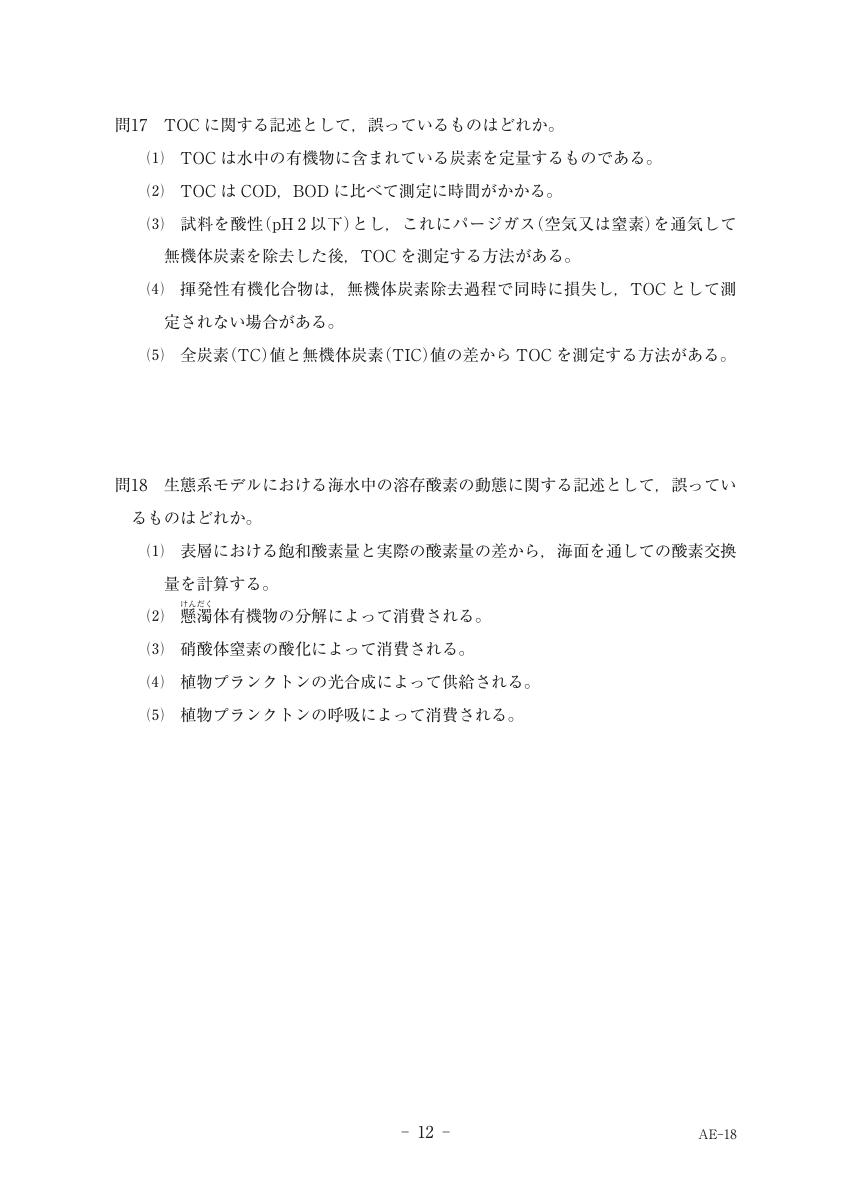 問17　TOC に関する記述として，誤っているものはどれか。
⑴　TOC は水中の有機物に含まれている炭素を定量するものである。
⑵　TOC は COD，BOD に比べて測定に時間がかかる。
⑶　試料を酸性(pH 2 以下)とし，これにパージガス(空気又は窒素)を通気して
無機体炭素を除去した後，TOC を測定する方法がある。
⑷　揮発性有機化合物は，無機体炭素除去過程で同時に損失し，TOC として測
定されない場合がある。
⑸　全炭素(TC)値と無機体炭素(TIC)値の差から TOC を測定する方法がある。
問18　生態系モデルにおける海水中の溶存酸素の動態に関する記述として，誤ってい
るものはどれか。
⑴　表層における飽和酸素量と実際の酸素量の差から，海面を通しての酸素交換
量を計算する。
けんだく
⑵　懸濁体有機物の分解によって消費される。
⑶　硝酸体窒素の酸化によって消費される。
⑷　植物プランクトンの光合成によって供給される。
⑸　植物プランクトンの呼吸によって消費される。
− 12 −
AE−18